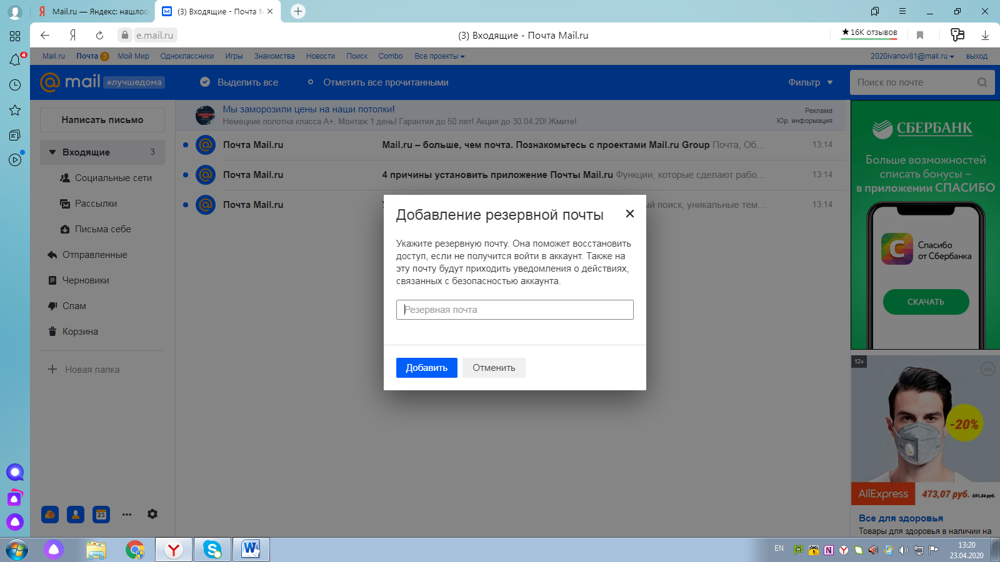 Mail.ru — Яндекс: нашлос
(3) Входящие - Почта М
e.mail.ru
(3) Входящие - Почта Mail.ru
★16K отзывов
4
Mail.ru Почта 3 Мой Мир Одноклассники Игры Знакомства Новости Поиск Combo Все проекты
2020ivanov81@mail.ru выход
@mail #лучшедома
Выделить все
Отметить все прочитанными
Фильтр
Поиск по почте
Написать письмо
Входящие 3
Социальные сети
Рассылки
Письма себе
Отправленные
Черновики
Спам
Корзина
Новая папка
23
Мы заморозили цены на наши потолки!
Немецкие полотна класса А+. Монтаж 1 день! Гарантия до 50 лет! Акция до 30.04.20! Жмите!
Реклама
Юр. информация
Почта Mail.ru Mail.ru – больше, чем почта. Познакомьтесь с проектами Mail.ru Group Почта, Об... 13:14
Почта Mail.ru 4 причины установить приложение Почты Mail.ru Функции, которые сделают рабо... 13:14
Почта Mail.ru поиск, уникальные тем... 13:14
Добавление резервной почты
Укажите резервную почту. Она поможет восстановить
доступ, если не получится войти в аккаунт. Также на
эту почту будут приходить уведомления о действиях,
связанных с безопасностью аккаунта.
Резервная почта
Добавить
Отменить
СБЕРБАНК
Больше возможностей
списать бонусы –
в приложении СПАСИБО
Спасибо
от Сбербанка
СКАЧАТЬ
12+
12+
-20%
AliExpress 473,07 руб. 591,34 руб.
Все для здоровья
Товары для здоровья в наличии на
EN
13:20
23.04.2020